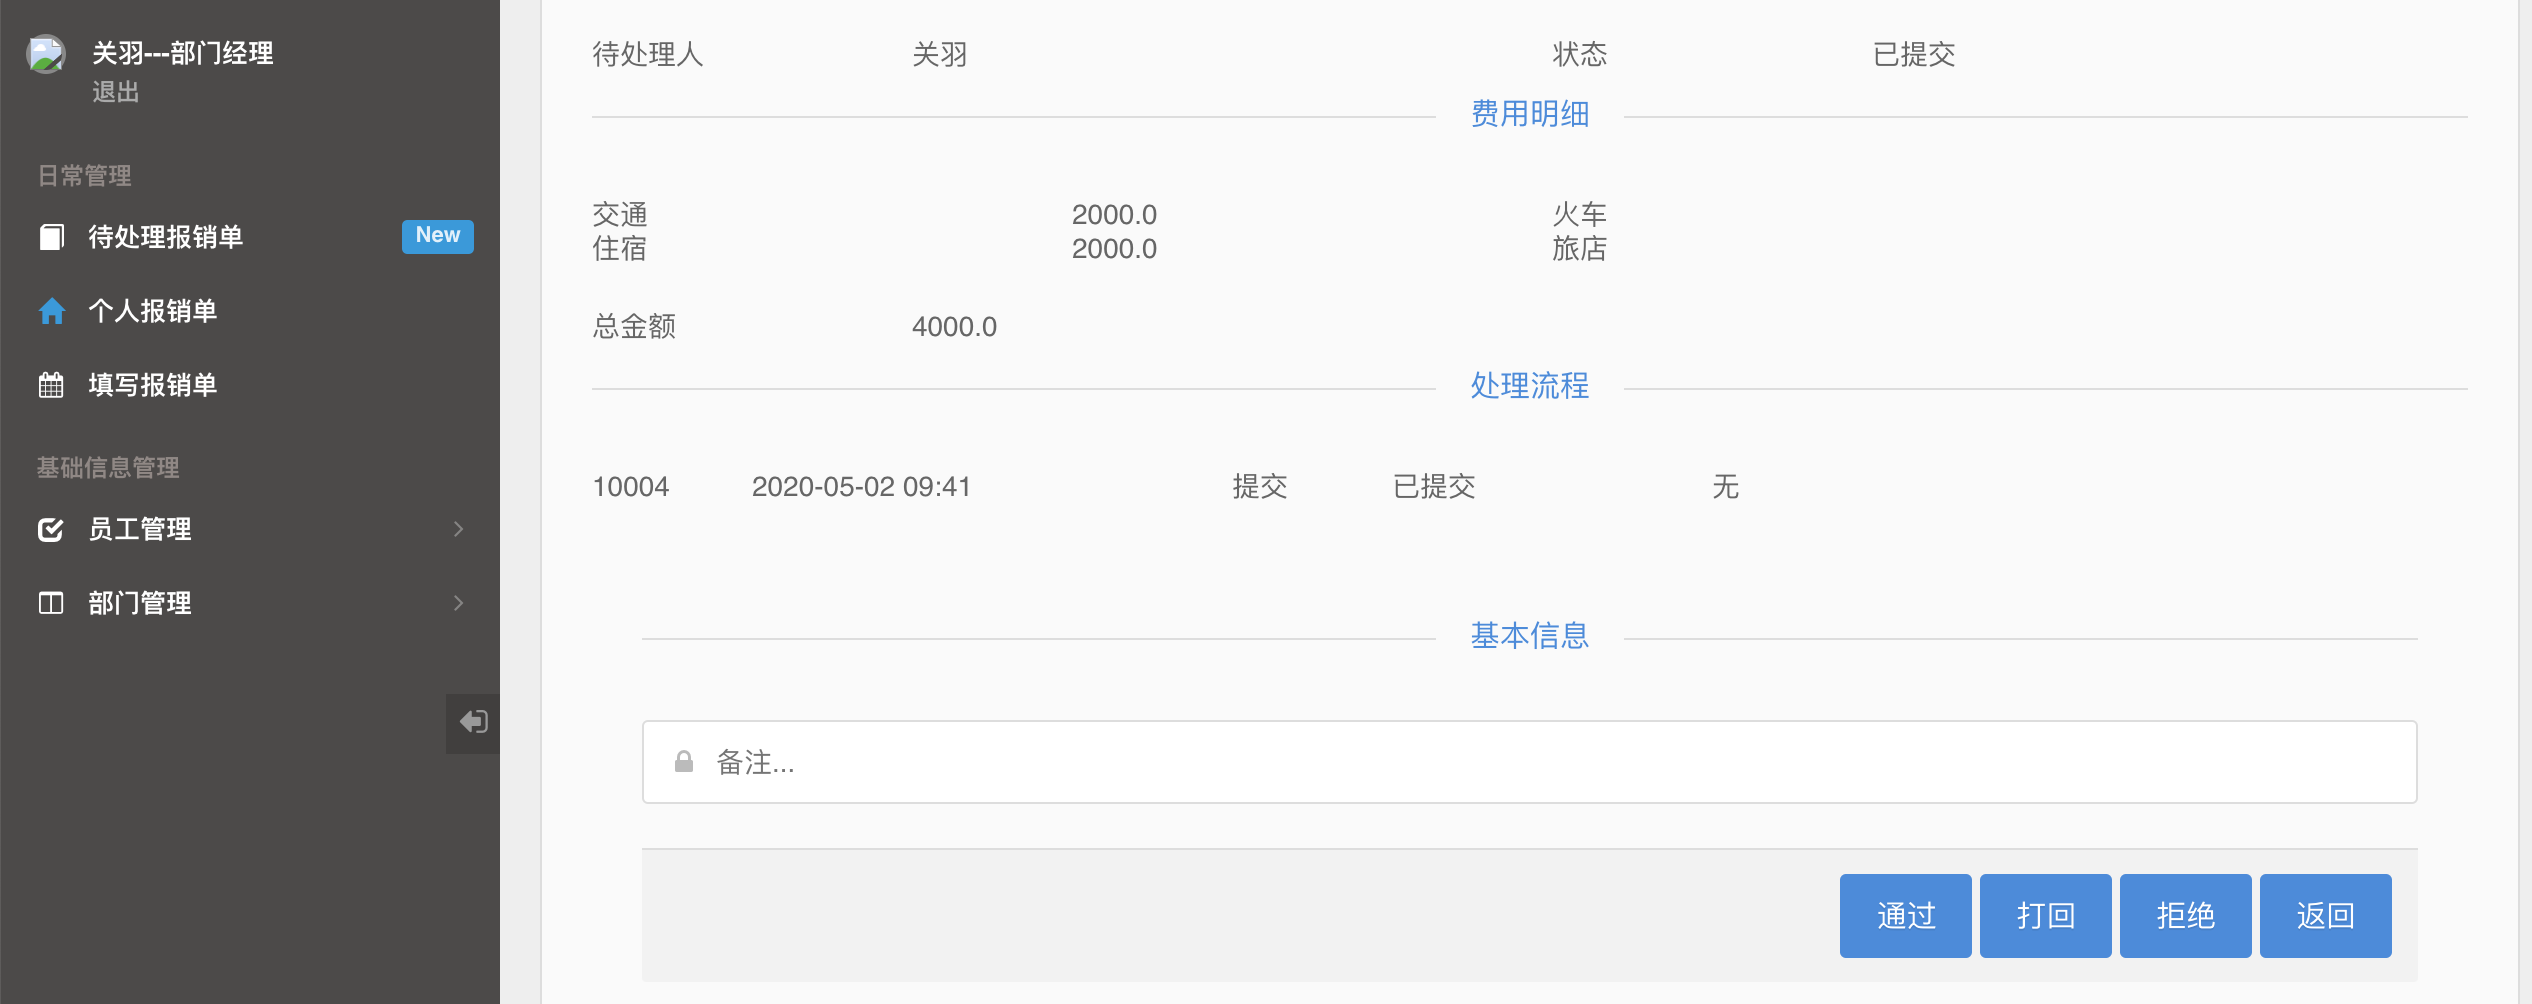 关羽---部门经理
退出
日常管理
待处理报销单 New
个人报销单
填写报销单
基础信息管理
员工管理
部门管理
待处理人 关羽 状态 已提交
费用明细
交通 2000.0 火车
住宿 2000.0 旅店
总金额 4000.0
处理流程
10004 2020-05-02 09:41 提交 已提交 无
基本信息
备注...
通过 打回 拒绝 返回